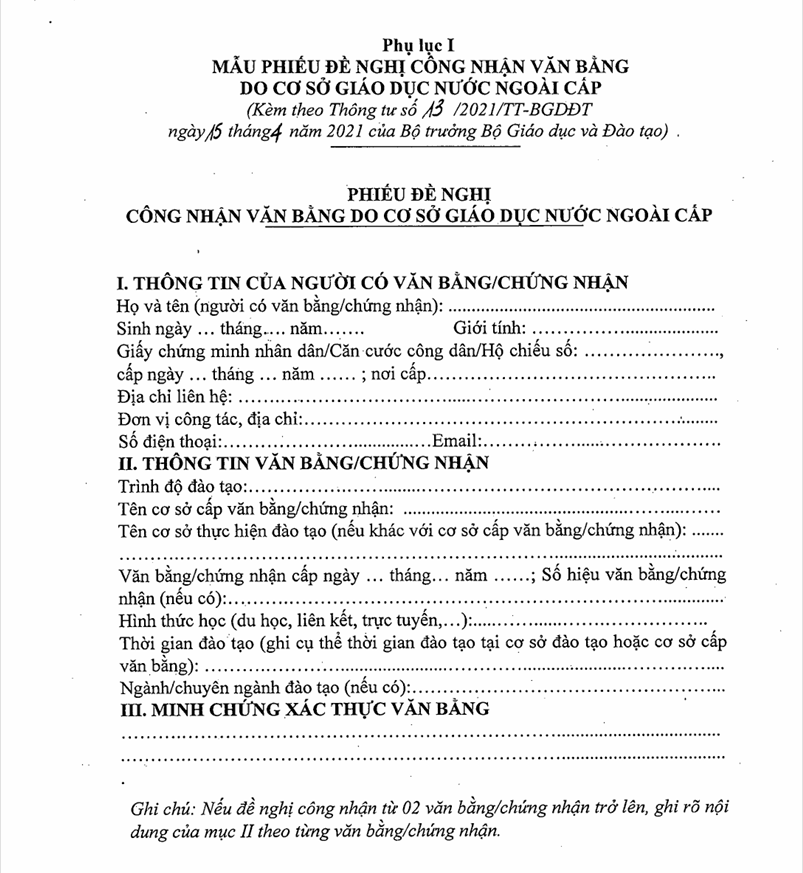 Phụ lục I
MẪU PHIẾU ĐỀ NGHỊ CÔNG NHẬN VĂN BẰNG
DO CƠ SỞ GIÁO DỤC NƯỚC NGOÀI CẤP
(Kèm theo Thông tư số 13 /2021/TT-BGDĐT
ngày 15 tháng 4 năm 2021 của Bộ trưởng Bộ Giáo dục và Đào tạo) .
PHIẾU ĐỀ NGHỊ
CÔNG NHẬN VĂN BẰNG DO CƠ SỞ GIÁO DỤC NƯỚC NGOÀI CẤP
I. THÔNG TIN CỦA NGƯỜI CÓ VĂN BẰNG/CHỨNG NHẬN
Họ và tên (người có văn bằng/chứng nhận): ..........................................................
Sinh ngày … tháng.… năm……. Giới tính: ………………......................
Giấy chứng minh nhân dân/Căn cước công dân/Hộ chiếu số: …………………….,
cấp ngày … tháng … năm …… ; nơi cấp……………………………………………..
Địa chỉ liên hệ: ………………………………………………………......................
Đơn vị công tác, địa chỉ:………………………………………………….........
Số điện thoại:……………….................…Email:……………………………….
II. THÔNG TIN VĂN BẰNG/CHỨNG NHẬN
Trình độ đào tạo:……………………………………………………………………....
Tên cơ sở cấp văn bằng/chứng nhận: ..............................................…….....……
Tên cơ sở thực hiện đào tạo (nếu khác với cơ sở cấp văn bằng/chứng nhận): .......
……………………………………………………………………..............................
Văn bằng/chứng nhận cấp ngày … tháng… năm ……; Số hiệu văn bằng/chứng
nhận (nếu có):……………………………………………………………................
Hình thức học (du học, liên kết, trực tuyến,…):.....………………………………..
Thời gian đào tạo (ghi cụ thể thời gian đào tạo tại cơ sở đào tạo hoặc cơ sở cấp
văn bằng): …………………......................………………………………………....
Ngành/chuyên ngành đào tạo (nếu có):……………………………………………...
III. MINH CHỨNG XÁC THỰC VĂN BẰNG
……………………………………………………………………..............................
……………………………………………………………………..............................
Ghi chú: Nếu đề nghị công nhận từ 02 văn bằng/chứng nhận trở lên, ghi rõ nội
dung của mục II theo từng văn bằng/chứng nhận.